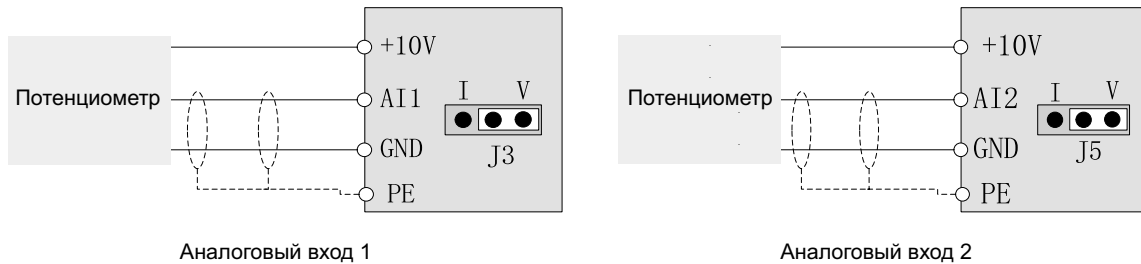 Потенциометр
+10V
AI1
GND
PE
I V
J3
Аналоговый вход 1
Потенциометр
+10V
AI2
GND
PE
I V
J5
Аналоговый вход 2